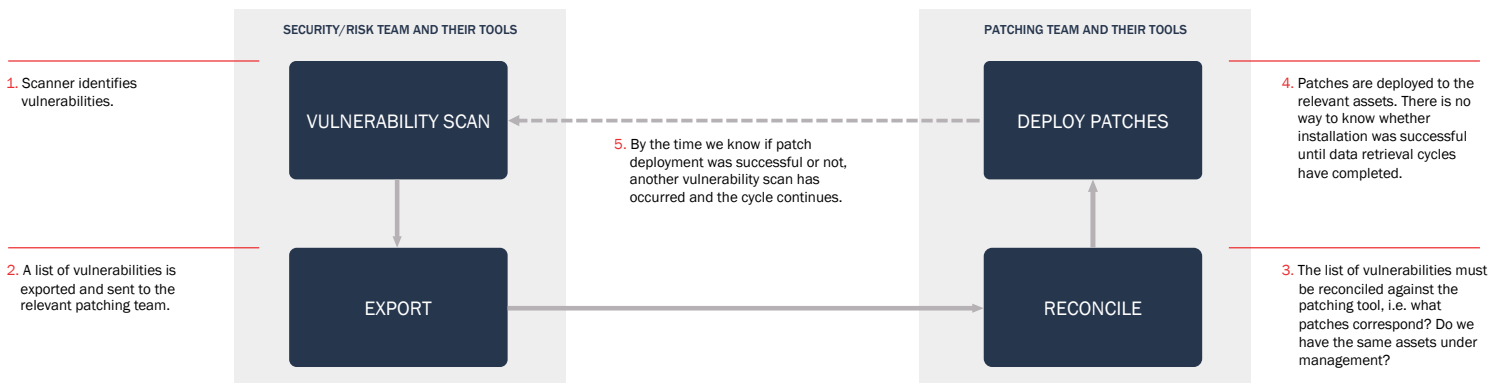 SECURITY/RISK TEAM AND THEIR TOOLS
PATCHING TEAM AND THEIR TOOLS
1. Scanner identifies
vulnerabilities.
VULNERABILITY SCAN
DEPLOY PATCHES
4. Patches are deployed to the
relevant assets. There is no
way to know whether
installation was successful
until data retrieval cycles
have completed.
5. By the time we know if patch
deployment was successful or not,
another vulnerability scan has
occurred and the cycle continues.
2. A list of vulnerabilities is
exported and sent to the
relevant patching team.
EXPORT
RECONCILE
3. The list of vulnerabilities must
be reconciled against the
patching tool, i.e. what
patches correspond? Do we
have the same assets under
management?